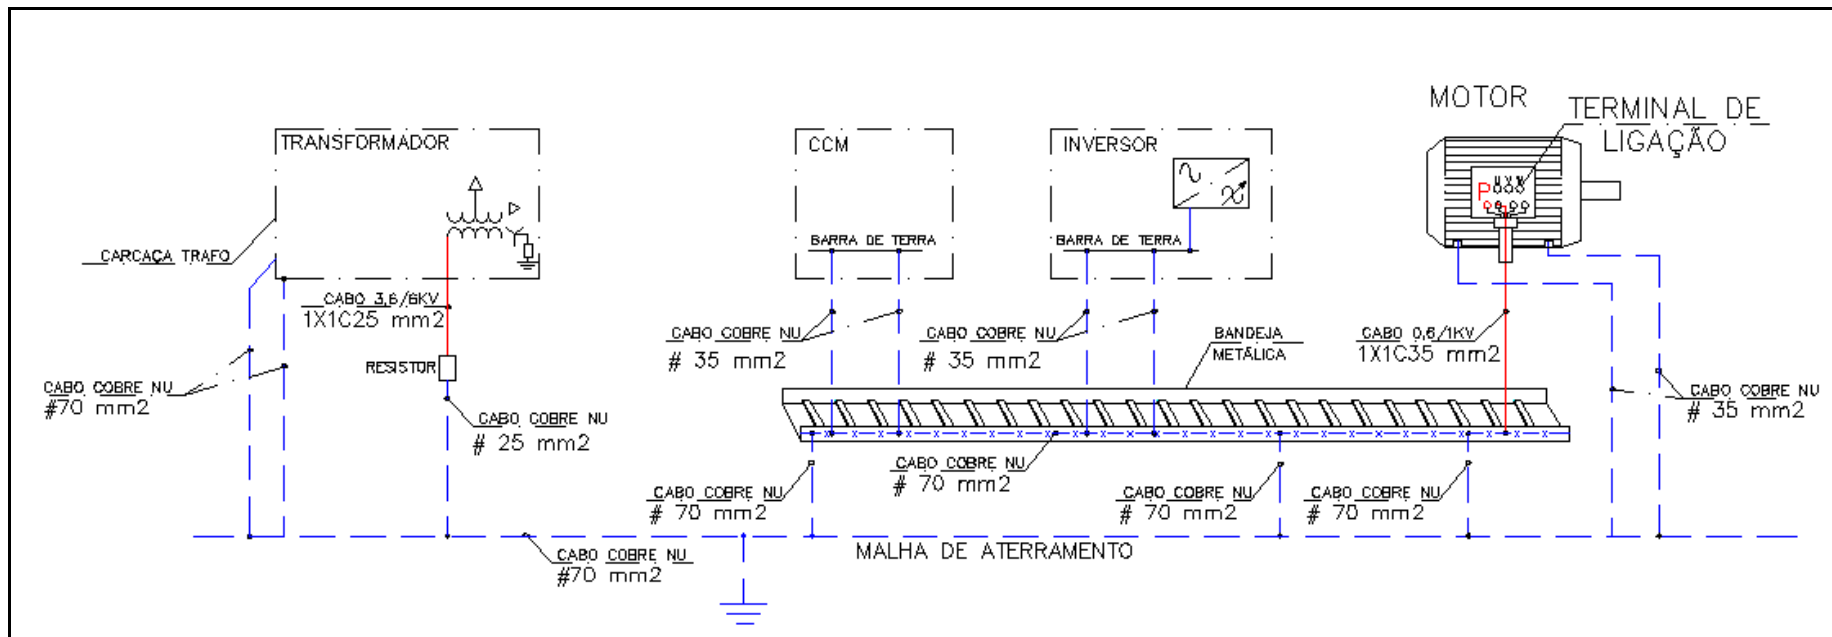 TRANSFORMADOR
CARCAÇA TRAFO
CABO 3,6/6KV
1X1C25 mm2
RESISTOR
CABO COBRE NU
#70 mm2
CABO COBRE NU
# 25 mm2
CABO COBRE NU
#70 mm2
CCM
BARRA DE TERRA
CABO COBRE NU
# 35 mm2
INVERSOR
BARRA DE TERRA
CABO COBRE NU
# 35 mm2
BANDEJA
METÁLICA
MOTOR
TERMINAL DE
LIGAÇÃO
P
CABO 0,6/1KV
1X1C35 mm2
CABO COBRE NU
# 35 mm2
CABO COBRE NU
# 70 mm2
CABO COBRE NU
# 70 mm2
CABO COBRE NU
# 70 mm2
CABO COBRE NU
# 70 mm2
MALHA DE ATERRAMENTO